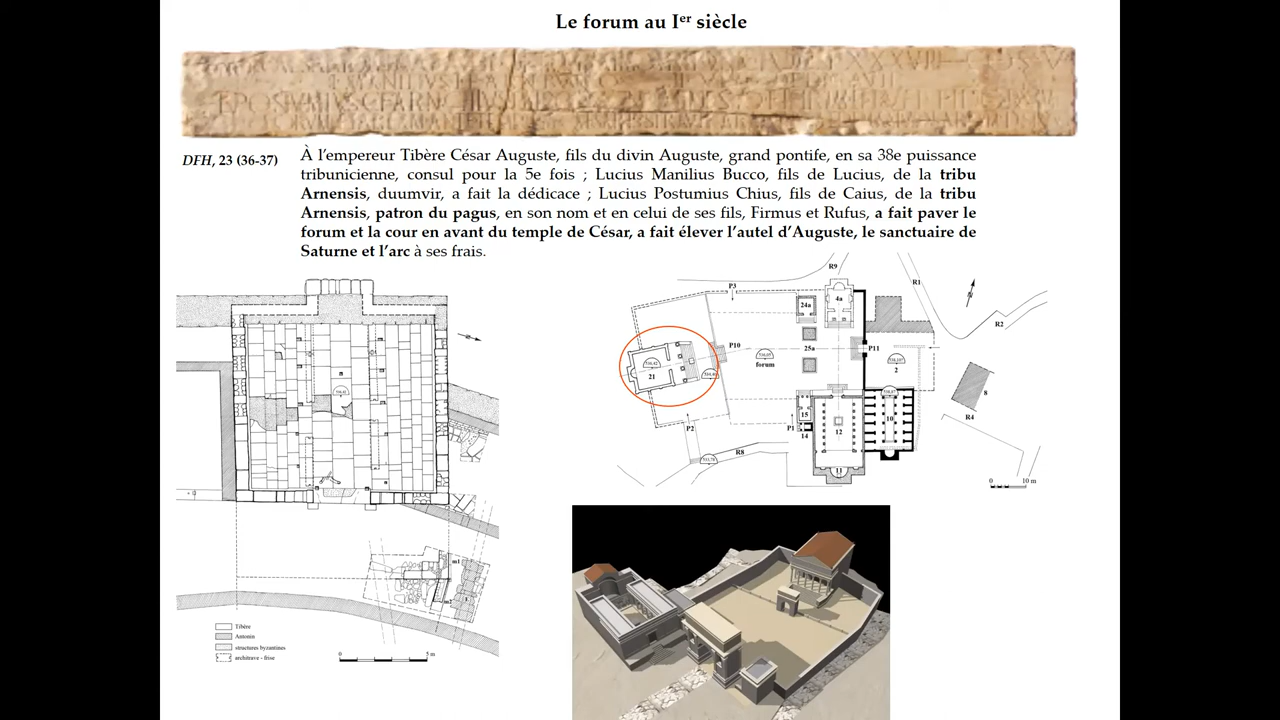 Le forum au Ier siècle
DFH, 23 (36-37)
À l'empereur Tibère César Auguste, fils du divin Auguste, grand pontife, en sa 38e puissance
tribunicienne, consul pour la 5e fois ; Lucius Manilius Bucco, fils de Lucius, de la tribu
Arnensis, duumvir, a fait la dédicace ; Lucius Postumius Chius, fils de Caius, de la tribu
Arnensis, patron du pagus, en son nom et en celui de ses fils, Firmus et Rufus, a fait paver le
forum et la cour en avant du temple de César, a fait élever l'autel d'Auguste, le sanctuaire de
Saturne et l'arc à ses frais.
m1
m2
Tibère
Antonin
structures byzantines
architrave - frise
0 5 m
R9
P3
R1
24a
4a
R2
P10
25a
P11
forum
2
21
8
15
10
R4
P2
P1
14
12
R8
11
0 10 m